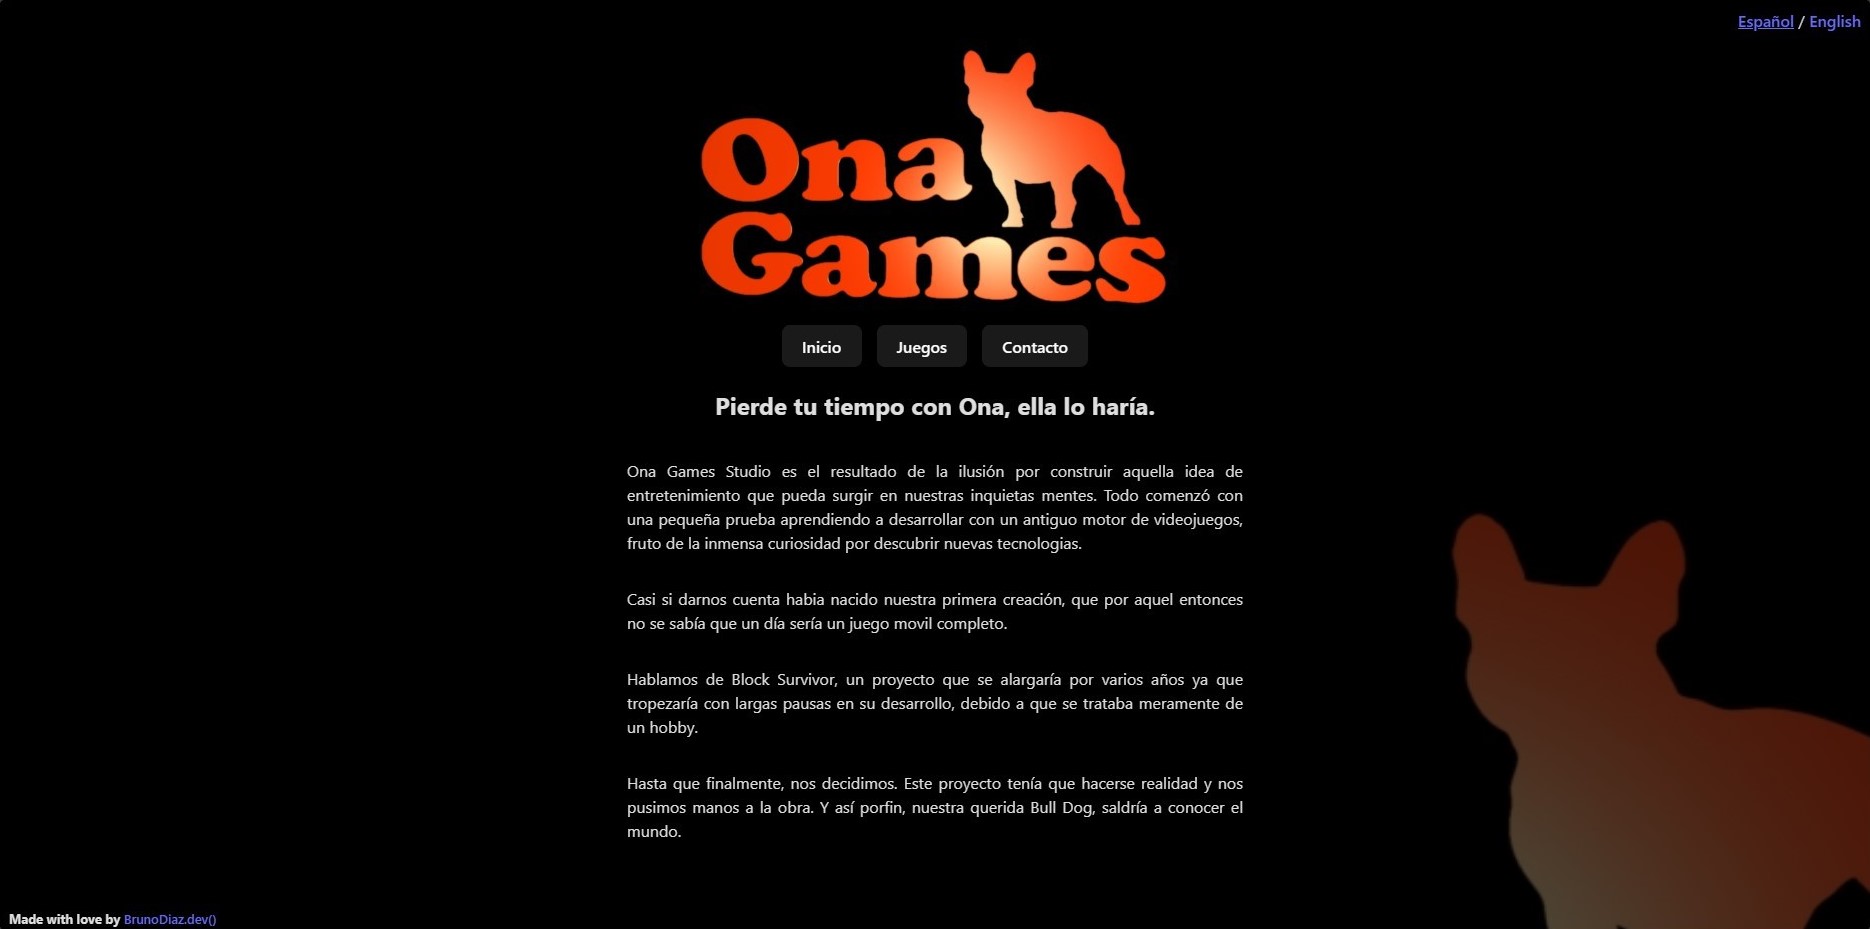 Español / English
Ona
Games
Inicio Juegos Contacto
Pierde tu tiempo con Ona, ella lo haría.
Ona Games Studio es el resultado de la ilusión por construir aquella idea de
entretenimiento que pueda surgir en nuestras inquietas mentes. Todo comenzó con
una pequeña prueba aprendiendo a desarrollar con un antiguo motor de videojuegos,
fruto de la inmensa curiosidad por descubrir nuevas tecnologias.
Casi si darnos cuenta habia nacido nuestra primera creación, que por aquel entonces
no se sabía que un día sería un juego movil completo.
Hablamos de Block Survivor, un proyecto que se alargaría por varios años ya que
tropezaría con largas pausas en su desarrollo, debido a que se trataba meramente de
un hobby.
Hasta que finalmente, nos decidimos. Este proyecto tenía que hacerse realidad y nos
pusimos manos a la obra. Y así porfin, nuestra querida Bull Dog, saldría a conocer el
mundo.
Made with love by BrunoDiaz.dev()